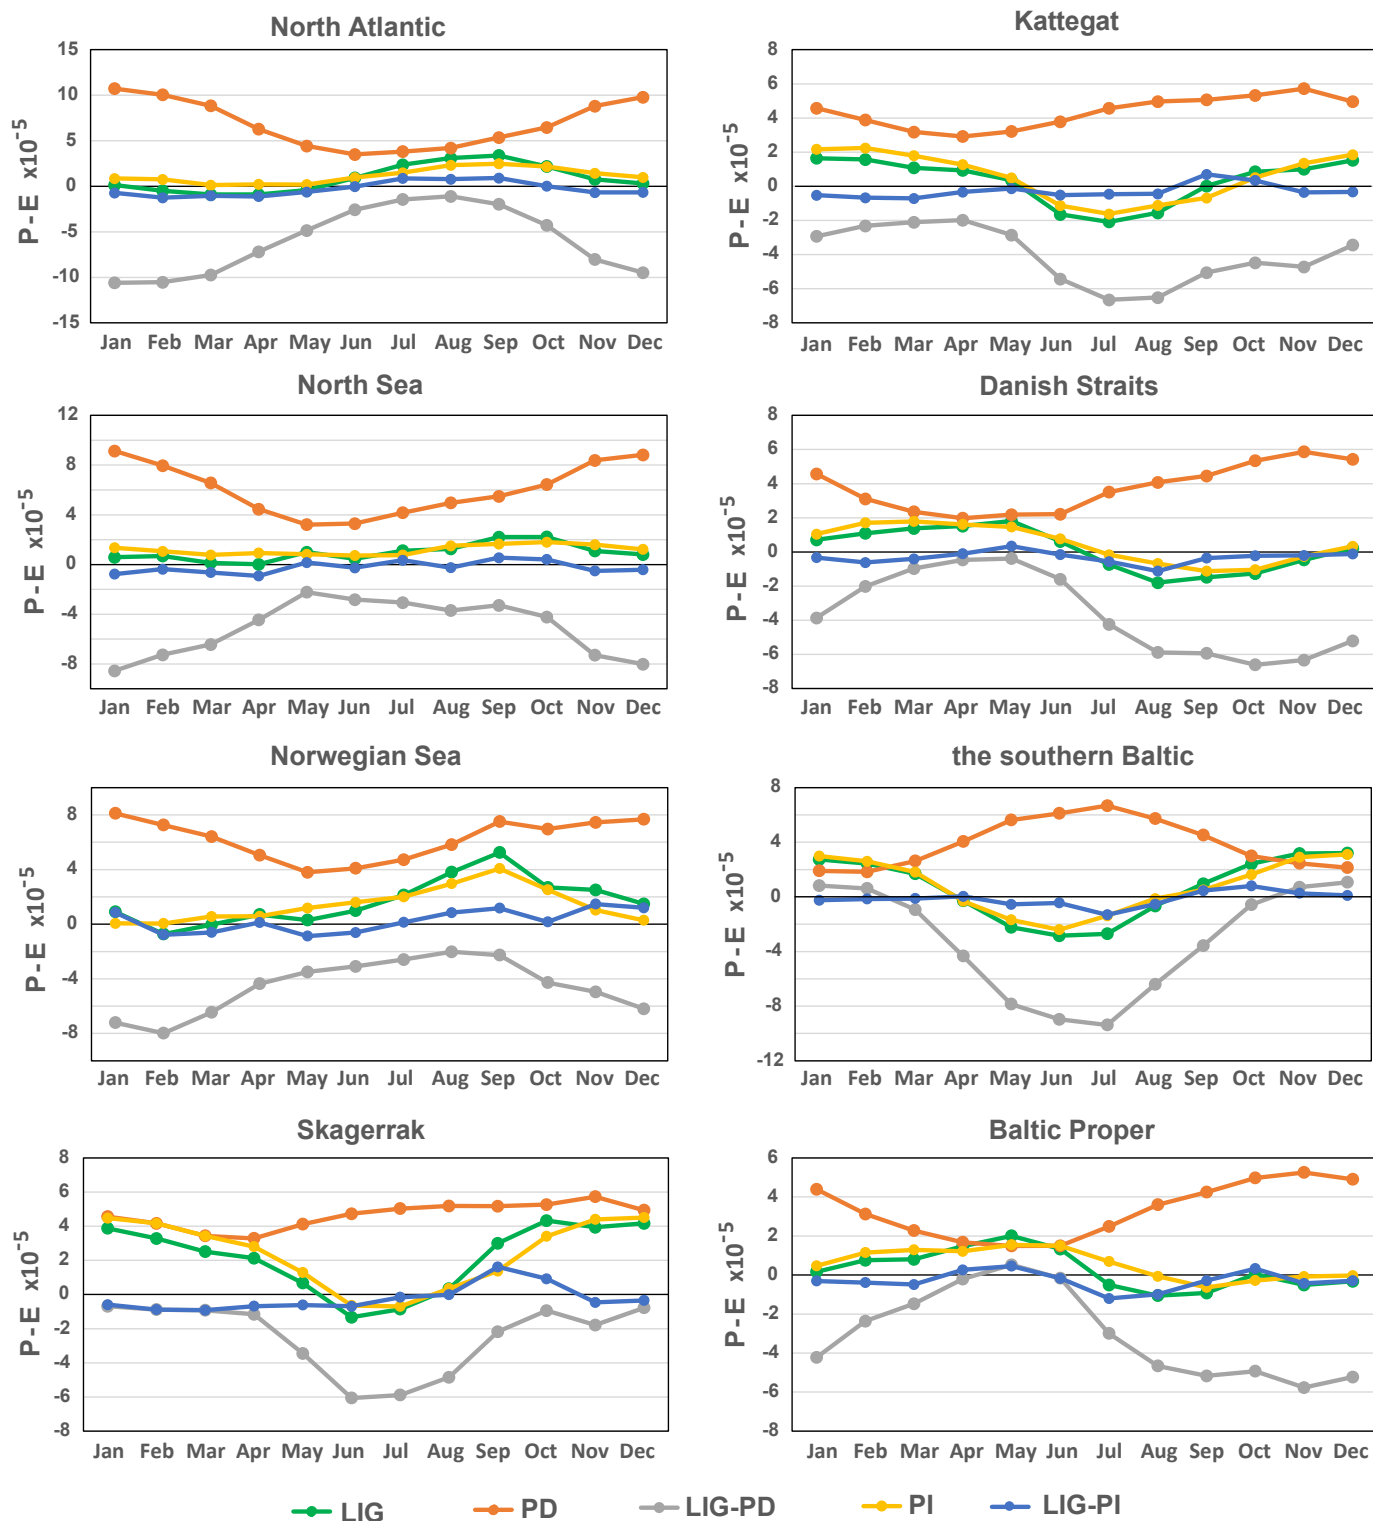 North Atlantic
P - E x10⁻⁵
15
10
5
0
-5
-10
-15
Jan Feb Mar Apr May Jun Jul Aug Sep Oct Nov Dec
Kattegat
P - E x10⁻⁵
8
6
4
2
0
-2
-4
-6
-8
Jan Feb Mar Apr May Jun Jul Aug Sep Oct Nov Dec
North Sea
P - E x10⁻⁵
12
8
4
0
-4
-8
Jan Feb Mar Apr May Jun Jul Aug Sep Oct Nov Dec
Danish Straits
P - E x10⁻⁵
8
6
4
2
0
-2
-4
-6
-8
Jan Feb Mar Apr May Jun Jul Aug Sep Oct Nov Dec
Norwegian Sea
P - E x10⁻⁵
8
4
0
-4
-8
Jan Feb Mar Apr May Jun Jul Aug Sep Oct Nov Dec
the southern Baltic
P - E x10⁻⁵
8
4
0
-4
-8
-12
Jan Feb Mar Apr May Jun Jul Aug Sep Oct Nov Dec
Skagerrak
P - E x10⁻⁵
8
6
4
2
0
-2
-4
-6
-8
Jan Feb Mar Apr May Jun Jul Aug Sep Oct Nov Dec
Baltic Proper
P - E x10⁻⁵
6
4
2
0
-2
-4
-6
-8
Jan Feb Mar Apr May Jun Jul Aug Sep Oct Nov Dec
LIG PD LIG-PD PI LIG-PI